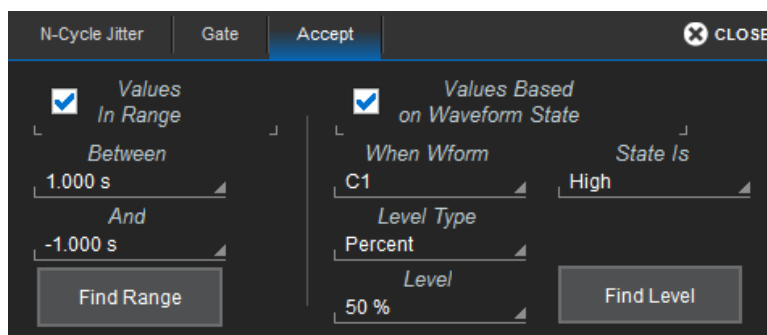 N-Cycle Jitter Gate Accept CLOSE
Values
In Range
Between
1.000 s
And
-1.000 s
Find Range
Values Based
on Waveform State
When Wform
C1
State Is
High
Level Type
Percent
Level
50 %
Find Level